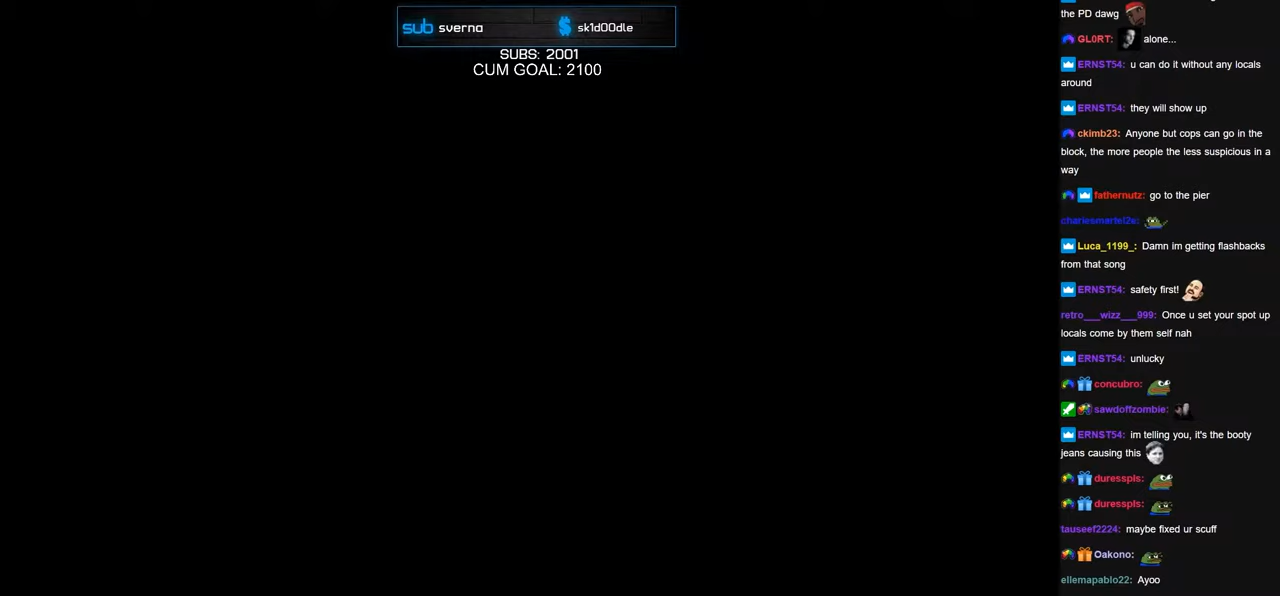 sub sverna
$ sk1d00dle
SUBS: 2001
CUM GOAL: 2100
the PD dawg
GL0RT: alone...
ERNST54: u can do it without any locals
around
ERNST54: they will show up
ckimb23: Anyone but cops can go in the
block, the more people the less suspicious in a
way
fathernutz: go to the pier
charlesmartel2e:
Luca_1199_: Damn im getting flashbacks
from that song
ERNST54: safety first!
retro___wizz___999: Once u set your spot up
locals come by them self nah
ERNST54: unlucky
concubro:
sawdoffzombie:
ERNST54: im telling you, it's the booty
jeans causing this
duresspls:
duresspls:
tauseef2224: maybe fixed ur scuff
Oakono:
ellemapablo22: Ayoo